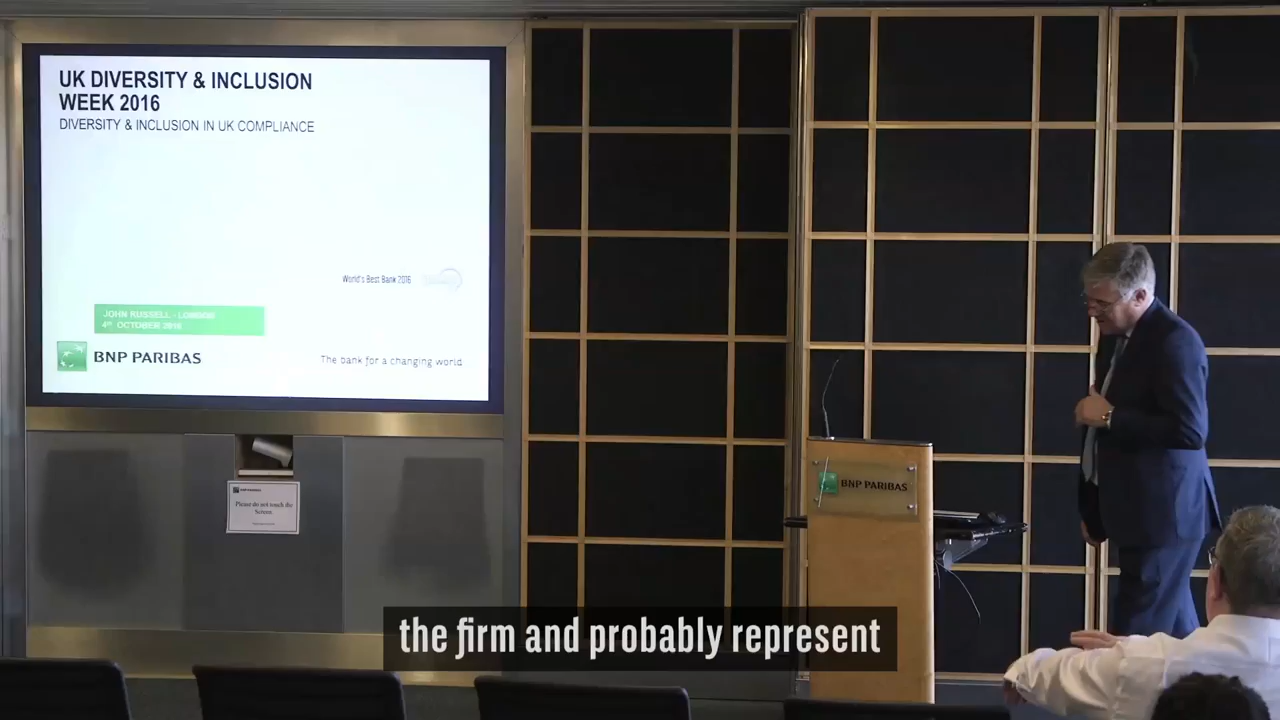 UK DIVERSITY & INCLUSION
WEEK 2016
DIVERSITY & INCLUSION IN UK COMPLIANCE
World's Best Bank 2016
JOHN RUSSELL - LONDON
4TH OCTOBER 2016
BNP PARIBAS
The bank for a changing world
Please do not touch the
Screen
BNP PARIBAS
the firm and probably represent